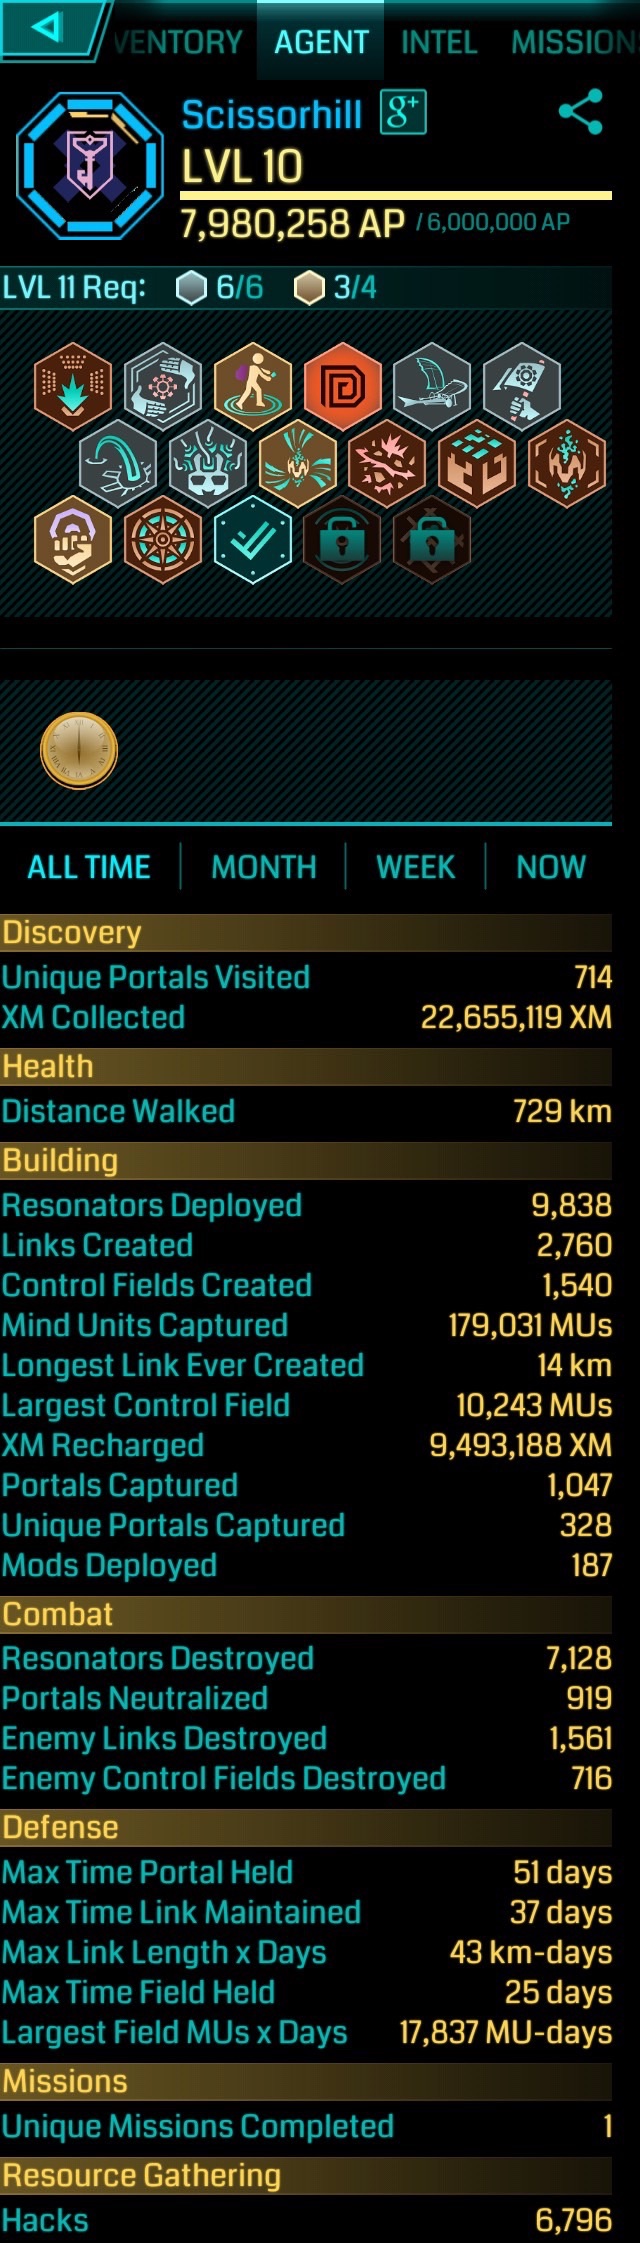 VENTORY AGENT INTEL MISSION
Scissorhill g+
LVL 10
7,980,258 AP / 6,000,000 AP
LVL 11 Req: 6/6 3/4
ALL TIME MONTH WEEK NOW
Discovery
Unique Portals Visited 714
XM Collected 22,655,119 XM
Health
Distance Walked 729 km
Building
Resonators Deployed 9,838
Links Created 2,760
Control Fields Created 1,540
Mind Units Captured 179,031 MUs
Longest Link Ever Created 14 km
Largest Control Field 10,243 MUs
XM Recharged 9,493,188 XM
Portals Captured 1,047
Unique Portals Captured 328
Mods Deployed 187
Combat
Resonators Destroyed 7,128
Portals Neutralized 919
Enemy Links Destroyed 1,561
Enemy Control Fields Destroyed 716
Defense
Max Time Portal Held 51 days
Max Time Link Maintained 37 days
Max Link Length x Days 43 km-days
Max Time Field Held 25 days
Largest Field MUs x Days 17,837 MU-days
Missions
Unique Missions Completed 1
Resource Gathering
Hacks 6,796